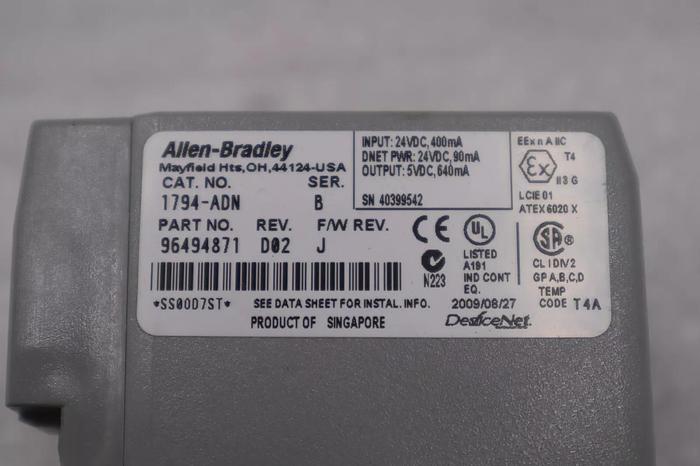 Allen-Bradley
Mayfield Hts,OH,44124-USA
CAT. NO. SER.
1794-ADN B
PART NO. REV. F/W REV.
96494871 D02 J
*SS00D7ST*
SEE DATA SHEET FOR INSTAL. INFO.
PRODUCT OF SINGAPORE
INPUT: 24VDC, 400mA
DNET PWR: 24VDC, 90mA
OUTPUT: 5VDC, 640mA
SN 40399542
EEx n A IIC
Ex T4
II 3 G
LCIE 01
ATEX 6020 X
CE
N223
UL
LISTED
A191
IND CONT
EQ.
2009/08/27
DeviceNet
SA
CL I DIV 2
GP A,B,C,D
TEMP
CODE T4A